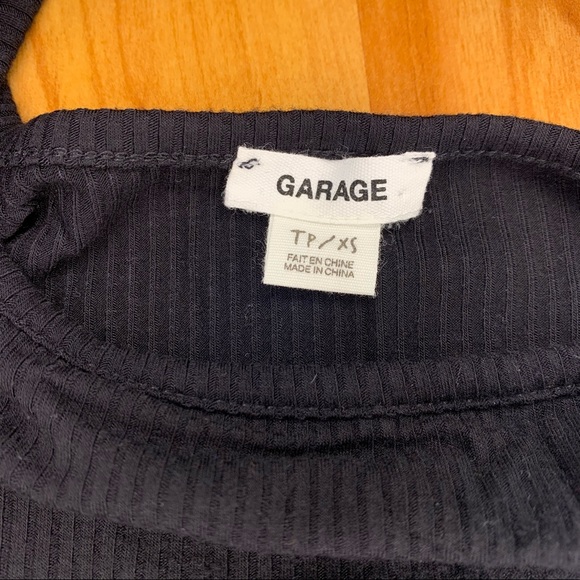 GARAGE
TP/XS
FAIT EN CHINE
MADE IN CHINA